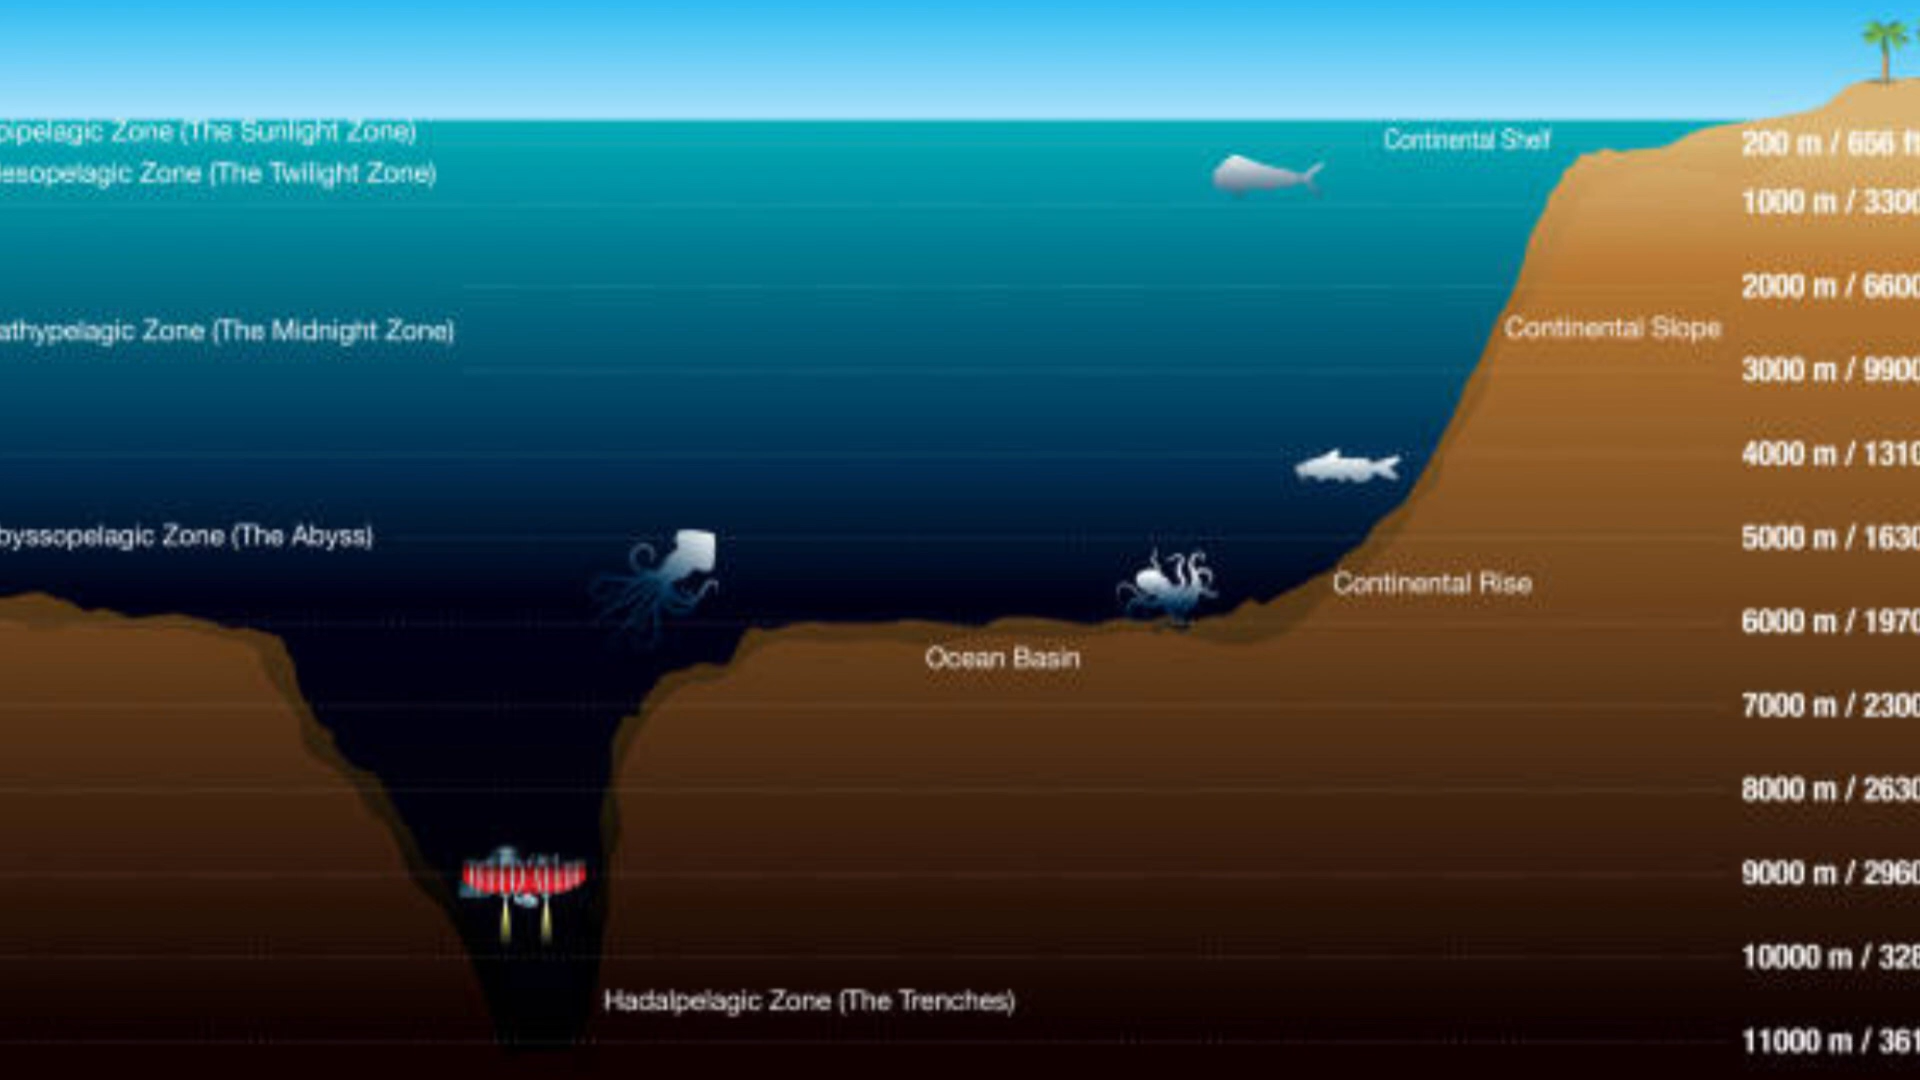 pipelagic Zone (The Sunlight Zone)
Continental Shelf
200 m / 656 ft
esopelagic Zone (The Twilight Zone)
1000 m / 3300
2000 m / 6600
athypelagic Zone (The Midnight Zone)
Continental Slope
3000 m / 9900
4000 m / 1310
byssopelagic Zone (The Abyss)
5000 m / 1630
Continental Rise
6000 m / 1970
Ocean Basin
7000 m / 2300
8000 m / 2630
9000 m / 2960
10000 m / 328
Hadalpelagic Zone (The Trenches)
11000 m / 361